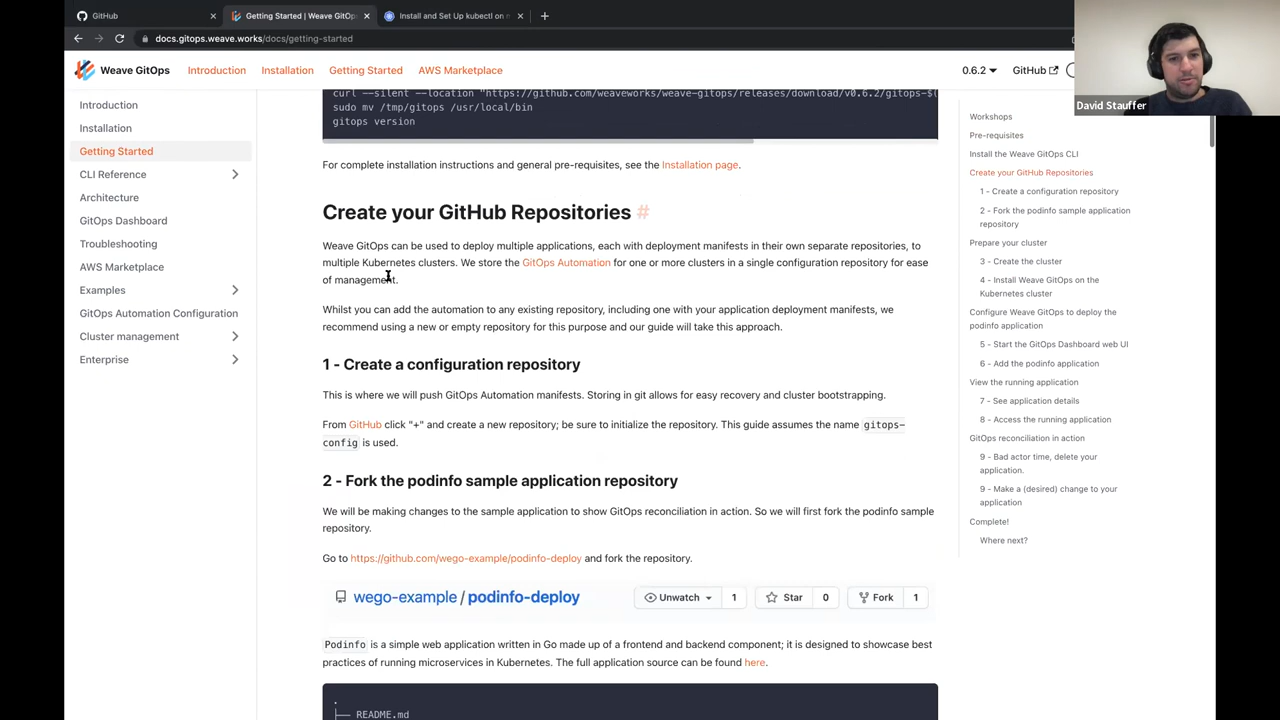 GitHub
Getting Started | Weave GitOp
Install and Set Up kubectl on m
docs.gitops.weave.works/docs/getting-started
Weave GitOps
Introduction
Installation
Getting Started
AWS Marketplace
0.6.2
GitHub
David Stauffer
Introduction
Installation
Getting Started
CLI Reference
Architecture
GitOps Dashboard
Troubleshooting
AWS Marketplace
Examples
GitOps Automation Configuration
Cluster management
Enterprise
curl --silent --location "https://github.com/weaveworks/weave-gitops/releases/download/v0.6.2/gitops-$(
sudo mv /tmp/gitops /usr/local/bin
gitops version
For complete installation instructions and general pre-requisites, see the Installation page.
Create your GitHub Repositories #
Weave GitOps can be used to deploy multiple applications, each with deployment manifests in their own separate repositories, to
multiple Kubernetes clusters. We store the GitOps Automation for one or more clusters in a single configuration repository for ease
of management.
Whilst you can add the automation to any existing repository, including one with your application deployment manifests, we
recommend using a new or empty repository for this purpose and our guide will take this approach.
1 - Create a configuration repository
This is where we will push GitOps Automation manifests. Storing in git allows for easy recovery and cluster bootstrapping.
From GitHub click "+" and create a new repository; be sure to initialize the repository. This guide assumes the name gitops-
config is used.
2 - Fork the podinfo sample application repository
We will be making changes to the sample application to show GitOps reconciliation in action. So we will first fork the podinfo sample
repository.
Go to https://github.com/wego-example/podinfo-deploy and fork the repository.
wego-example / podinfo-deploy
Unwatch 1
Star 0
Fork 1
Podinfo is a simple web application written in Go made up of a frontend and backend component; it is designed to showcase best
practices of running microservices in Kubernetes. The full application source can be found here.
.
├── README.md
Workshops
Pre-requisites
Install the Weave GitOps CLI
Create your GitHub Repositories
1 - Create a configuration repository
2 - Fork the podinfo sample application
repository
Prepare your cluster
3 - Create the cluster
4 - Install Weave GitOps on the
Kubernetes cluster
Configure Weave GitOps to deploy the
podinfo application
5 - Start the GitOps Dashboard web UI
6 - Add the podinfo application
View the running application
7 - See application details
8 - Access the running application
GitOps reconciliation in action
9 - Bad actor time, delete your
application.
9 - Make a (desired) change to your
application
Complete!
Where next?